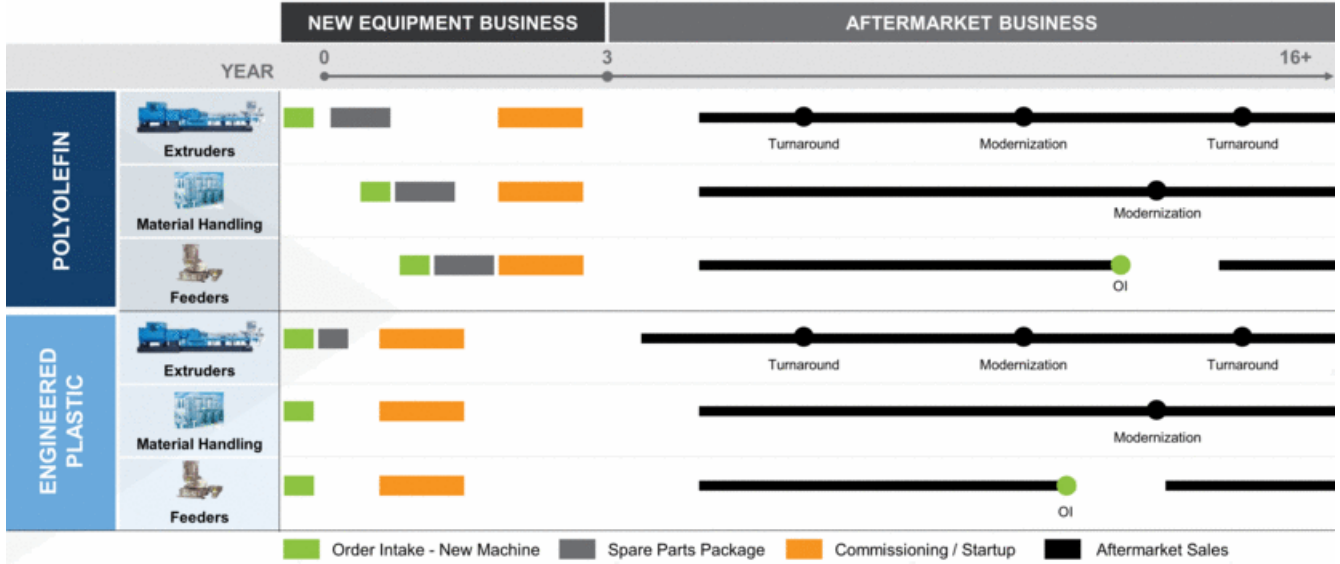 NEW EQUIPMENT BUSINESS
AFTERMARKET BUSINESS
YEAR
0
3
16+
POLYOLEFIN
Extruders
Turnaround
Modernization
Turnaround
Material Handling
Modernization
Feeders
OI
ENGINEERED
PLASTIC
Extruders
Turnaround
Modernization
Turnaround
Material Handling
Modernization
Feeders
OI
Order Intake - New Machine
Spare Parts Package
Commissioning / Startup
Aftermarket Sales